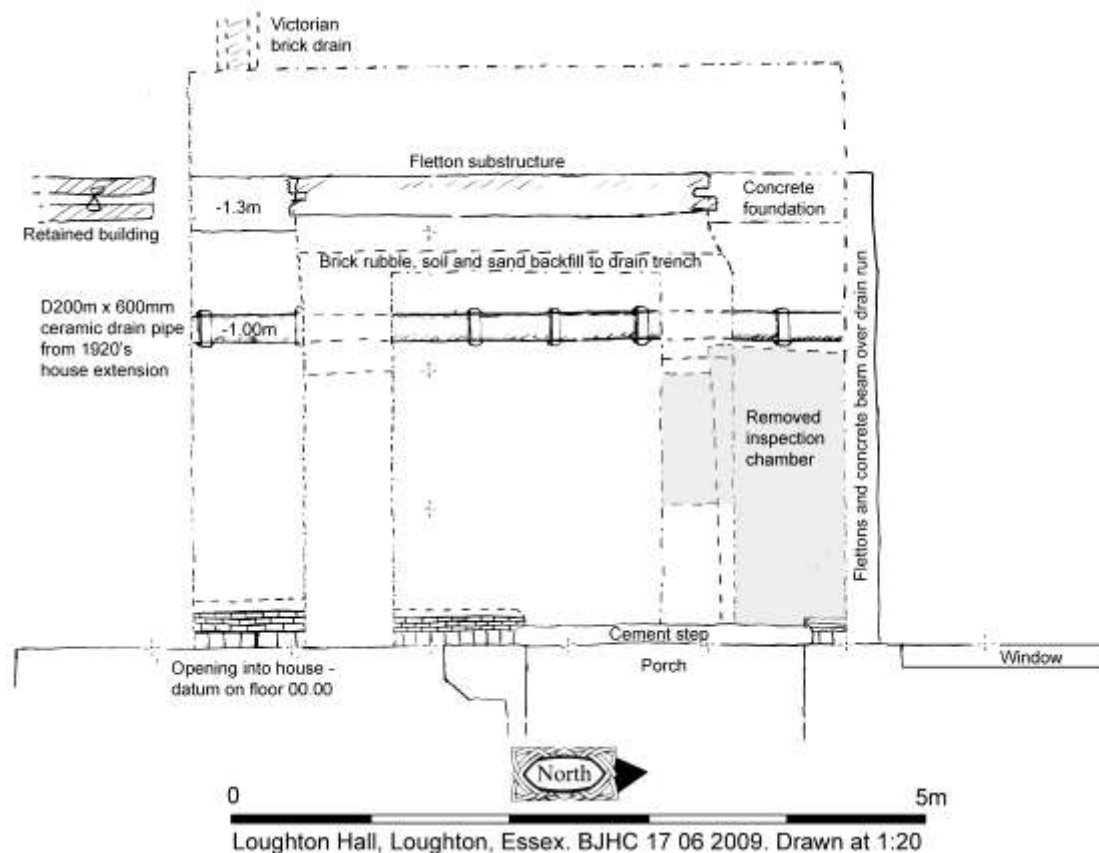 Victorian
brick drain
Fletton substructure
Concrete
foundation
-1.3m
Retained building
Brick rubble, soil and sand backfill to drain trench
D200m x 600mm
ceramic drain pipe
from 1920's
house extension
-1.00m
Removed
inspection
chamber
Flettons and concrete beam over drain run
Cement step
Opening into house -
datum on floor 00.00
Porch
Window
North
0
5m
Loughton Hall, Loughton, Essex. BJHC 17 06 2009. Drawn at 1:20